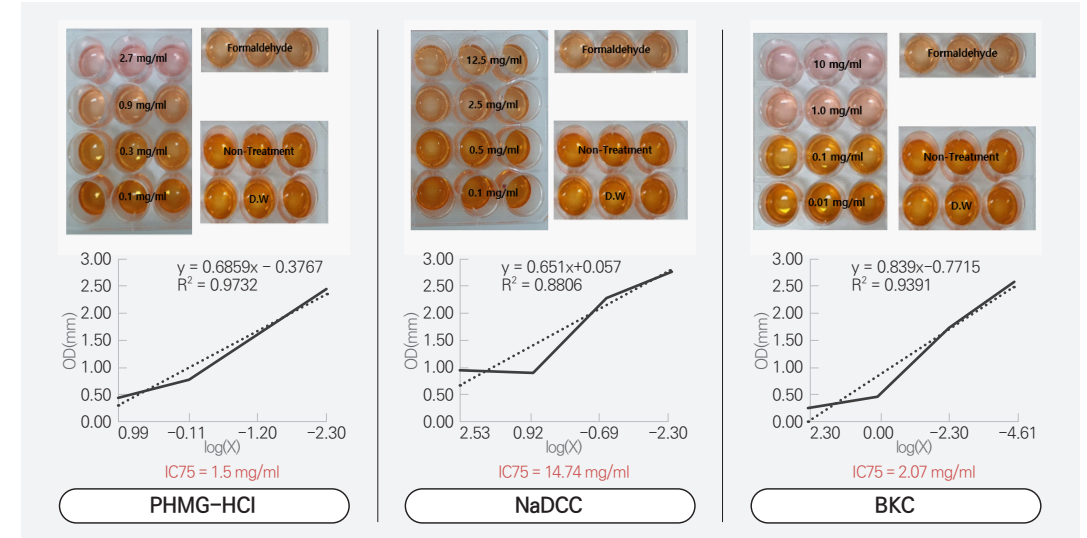 2.7 mg/ml
0.9 mg/ml
0.3 mg/ml
0.1 mg/ml
Formaldehyde
Non-Treatment
D.W
y = 0.6859x − 0.3767
R² = 0.9732
OD(mm)
3.00
2.50
2.00
1.50
1.00
0.50
0.00
0.99 −0.11 −1.20 −2.30
log(X)
IC75 = 1.5 mg/ml
PHMG−HCl
12.5 mg/ml
2.5 mg/ml
0.5 mg/ml
0.1 mg/ml
Formaldehyde
Non-Treatment
D.W
y = 0.651x+0.057
R² = 0.8806
OD(mm)
3.00
2.50
2.00
1.50
1.00
0.50
0.00
2.53 0.92 −0.69 −2.30
log(X)
IC75 = 14.74 mg/ml
NaDCC
10 mg/ml
1.0 mg/ml
0.1 mg/ml
0.01 mg/ml
Formaldehyde
Non-Treatment
D.W
y = 0.839x−0.7715
R² = 0.9391
OD(mm)
3.00
2.50
2.00
1.50
1.00
0.50
0.00
2.30 0.00 −2.30 −4.61
log(X)
IC75 = 2.07 mg/ml
BKC